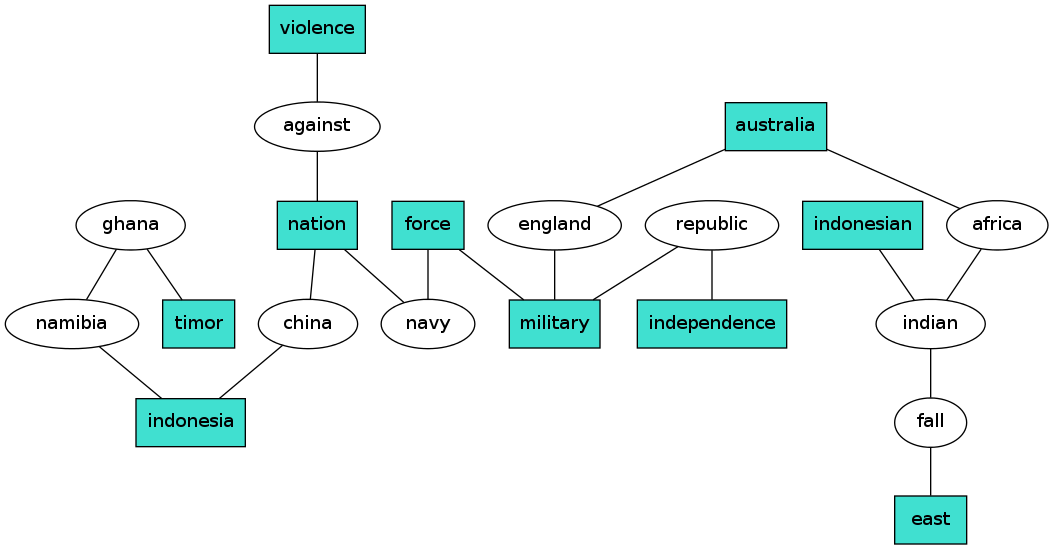 violence
against
australia
ghana
nation
force
england
republic
indonesian
africa
namibia
timor
china
navy
military
independence
indian
indonesia
fall
east